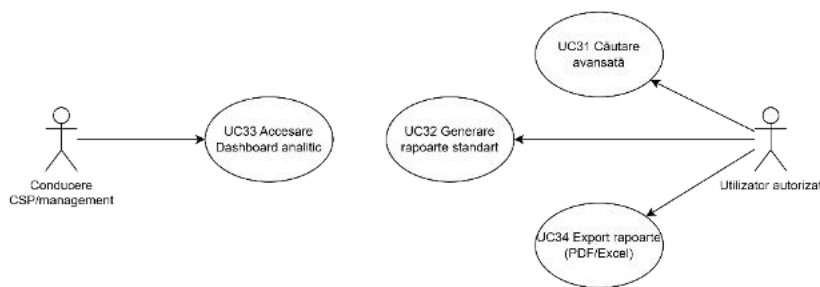 UC31 Căutare
avansată
UC33 Accesare
Dashboard analitic
UC32 Generare
rapoarte standart
Conducere
CSP/management
Utilizator autorizat
UC34 Export rapoarte
(PDF/Excel)